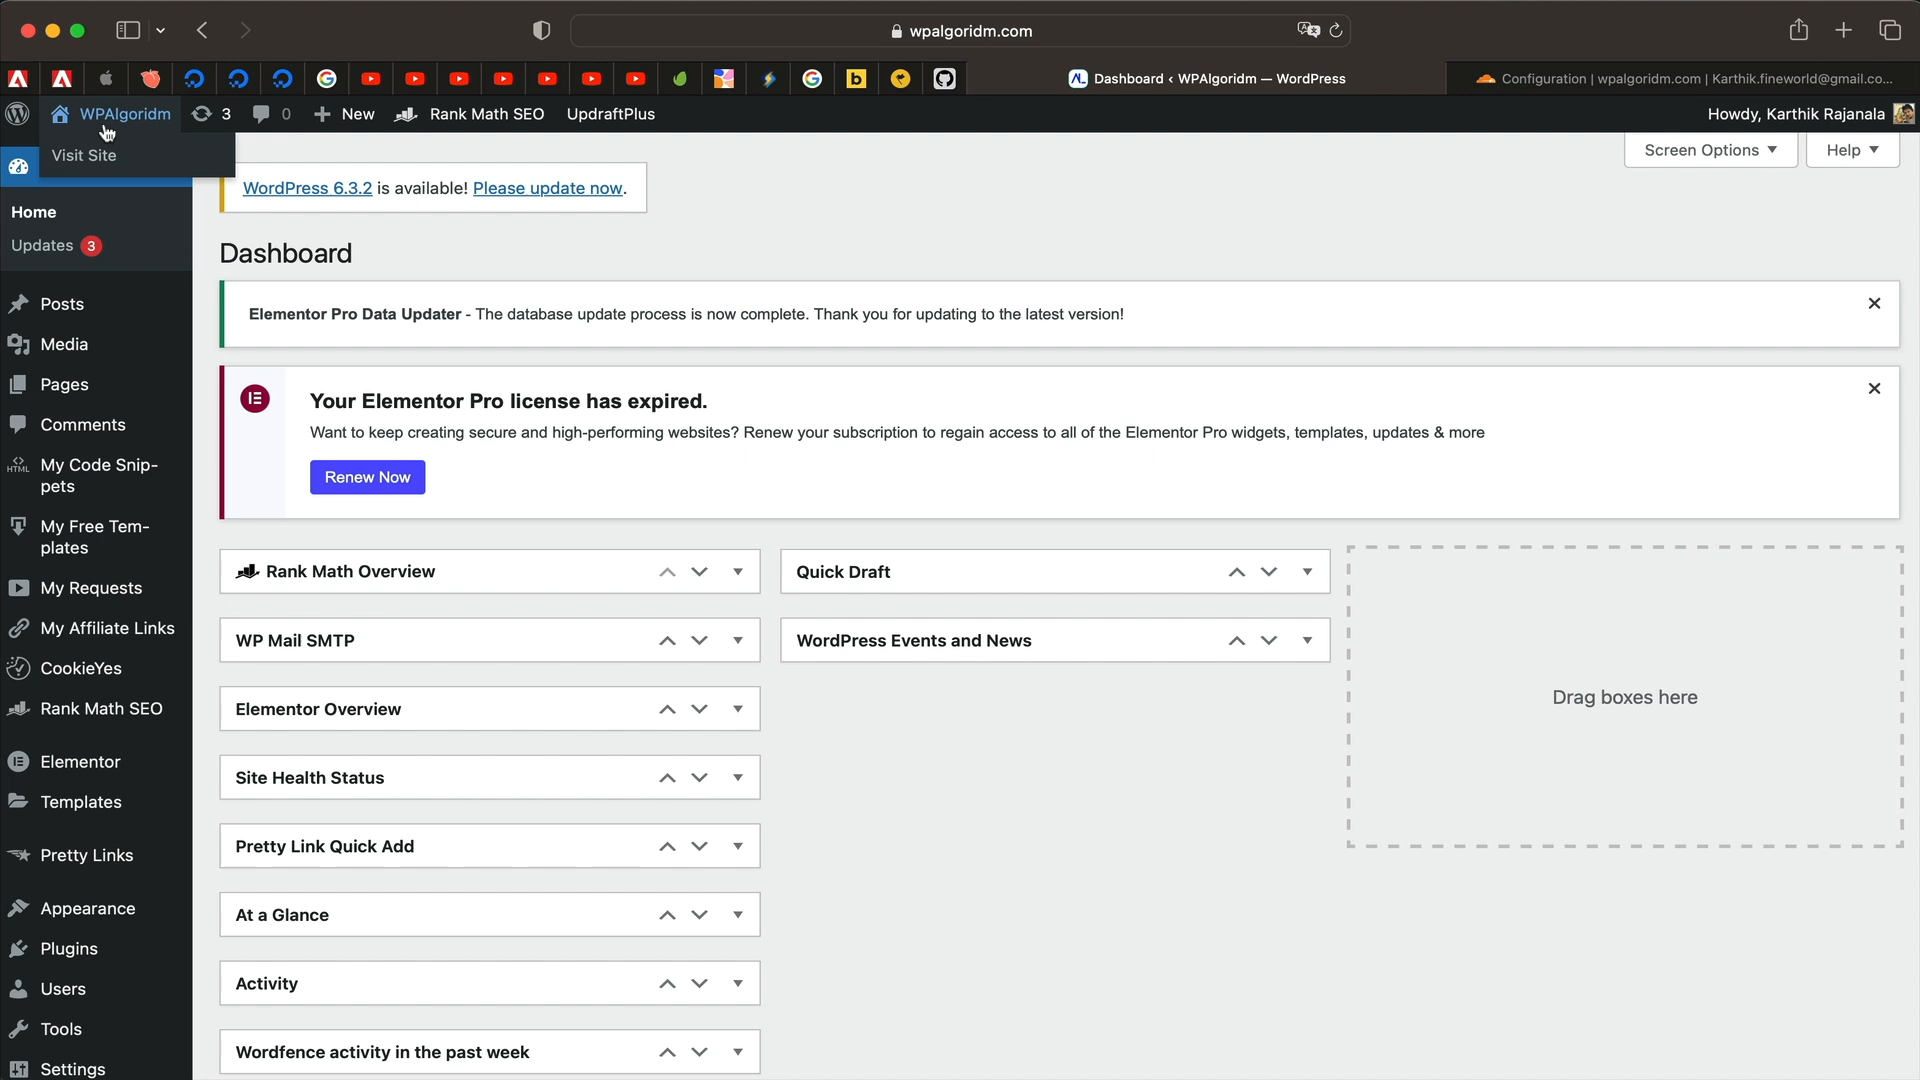 wpalgoridm.com
Dashboard < WPAlgoridm — WordPress
Configuration | wpalgoridm.com | Karthik.fineworld@gmail.co...
WPAlgoridm
3
0
New
Rank Math SEO
UpdraftPlus
Howdy, Karthik Rajanala
Visit Site
Screen Options
Help
WordPress 6.3.2 is available! Please update now.
Home
Updates 3
Posts
Media
Pages
Comments
My Code Snip-
pets
My Free Tem-
plates
My Requests
My Affiliate Links
CookieYes
Rank Math SEO
Elementor
Templates
Pretty Links
Appearance
Plugins
Users
Tools
Settings
Dashboard
Elementor Pro Data Updater - The database update process is now complete. Thank you for updating to the latest version!
Your Elementor Pro license has expired.
Want to keep creating secure and high-performing websites? Renew your subscription to regain access to all of the Elementor Pro widgets, templates, updates & more
Renew Now
Rank Math Overview
WP Mail SMTP
Elementor Overview
Site Health Status
Pretty Link Quick Add
At a Glance
Activity
Wordfence activity in the past week
Quick Draft
WordPress Events and News
Drag boxes here